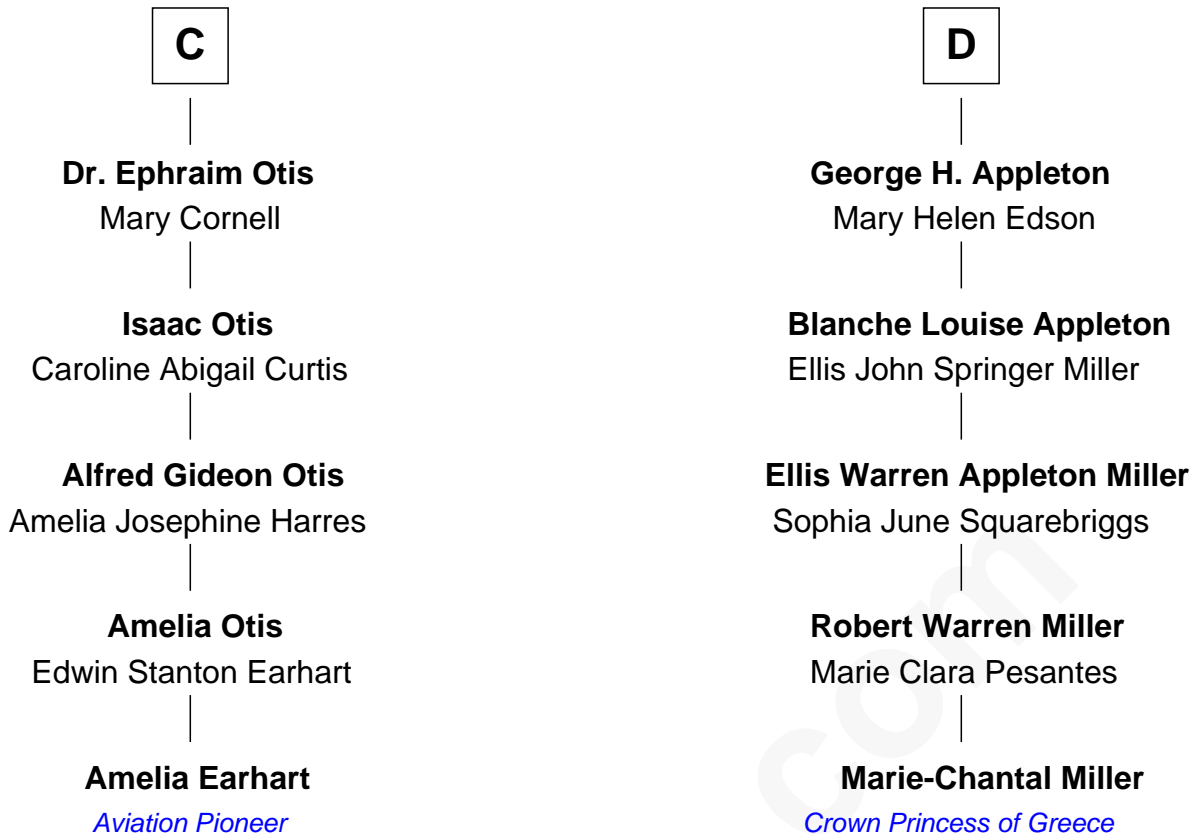 C
Dr. Ephraim Otis
Mary Cornell
Isaac Otis
Caroline Abigail Curtis
Alfred Gideon Otis
Amelia Josephine Harres
Amelia Otis
Edwin Stanton Earhart
Amelia Earhart
Aviation Pioneer
D
George H. Appleton
Mary Helen Edson
Blanche Louise Appleton
Ellis John Springer Miller
Ellis Warren Appleton Miller
Sophia June Squarebriggs
Robert Warren Miller
Marie Clara Pesantes
Marie-Chantal Miller
Crown Princess of Greece
com